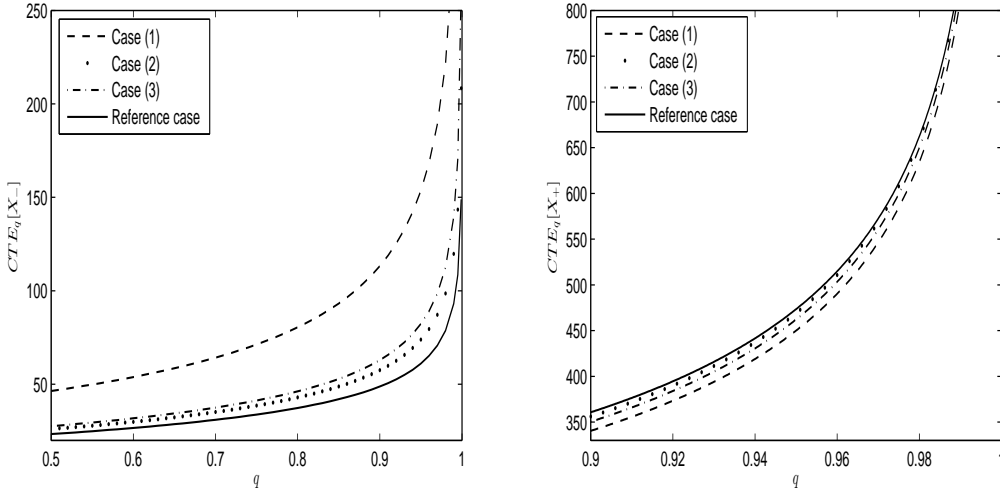 250
200
150
100
50
0.5
0.6
0.7
0.8
0.9
1
q
CTE_q[X_−]
Case (1)
Case (2)
Case (3)
Reference case
800
750
700
650
600
550
500
450
400
350
0.9
0.92
0.94
0.96
0.98
1
q
CTE_q[X_+]
Case (1)
Case (2)
Case (3)
Reference case